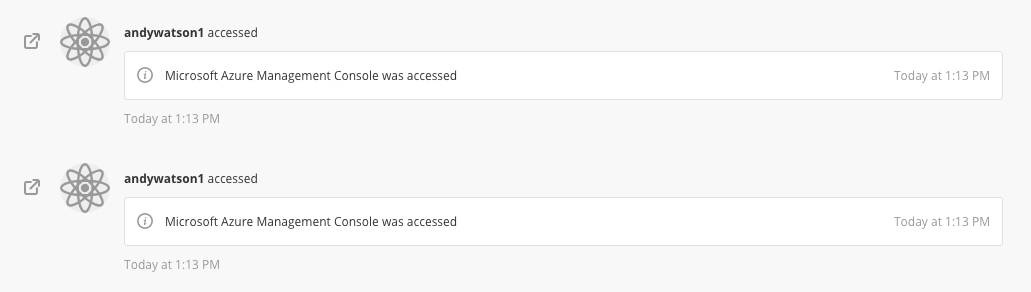 andywatson1 accessed
Microsoft Azure Management Console was accessed Today at 1:13 PM
Today at 1:13 PM
andywatson1 accessed
Microsoft Azure Management Console was accessed Today at 1:13 PM
Today at 1:13 PM